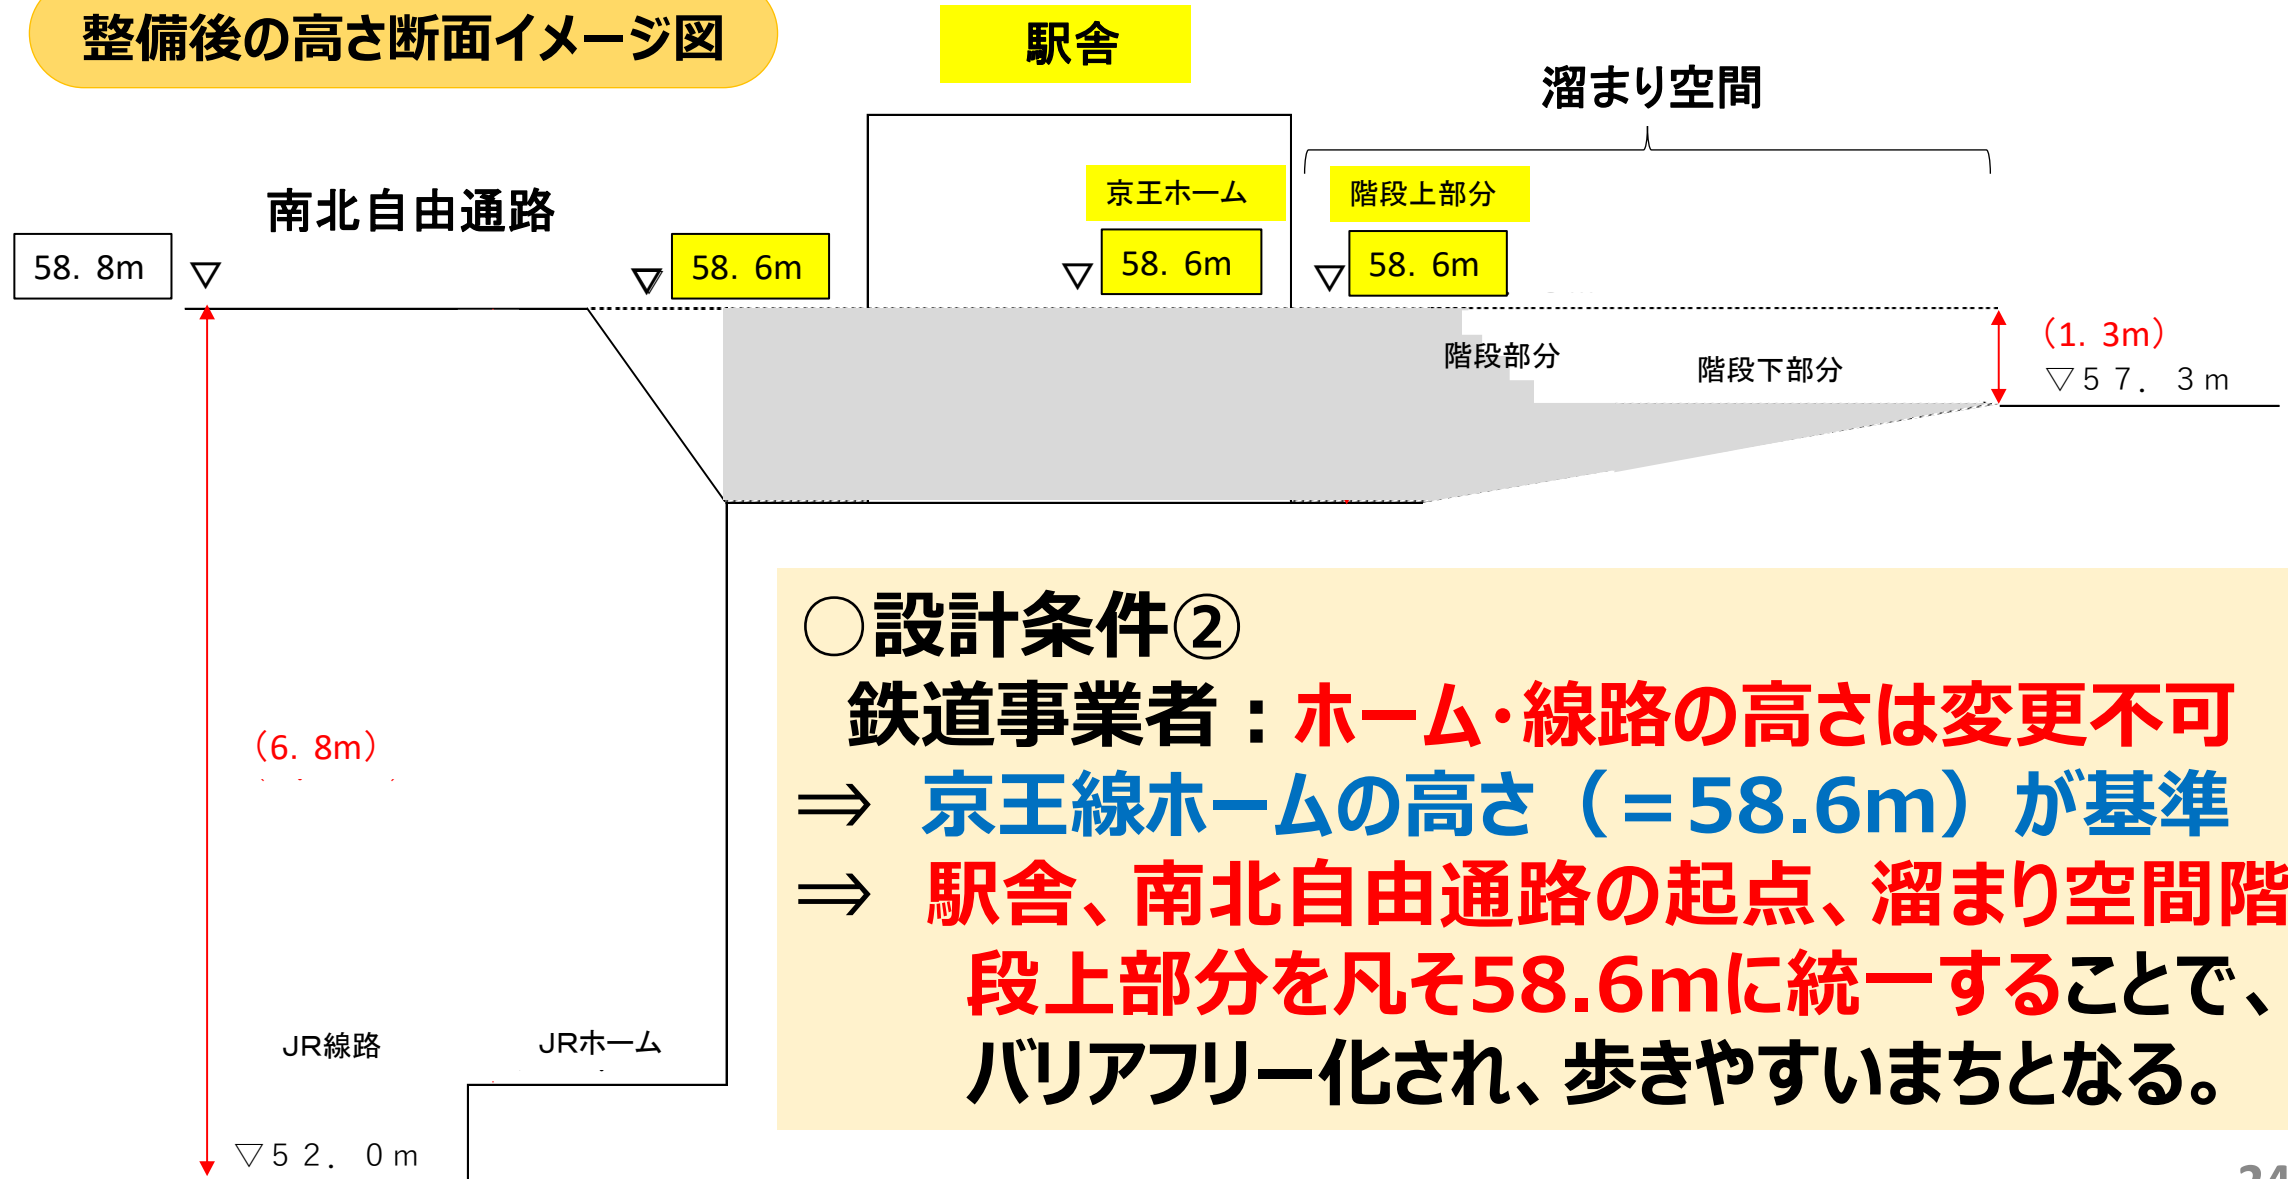 整備後の高さ断面イメージ図
駅舎
溜まり空間
南北自由通路
京王ホーム
階段上部分
58. 8m
▽
▽
58. 6m
▽
58. 6m
▽
58. 6m
階段部分
階段下部分
（1. 3m）
▽５７．３ｍ
（6. 8m）
JR線路
JRホーム
▽５２．０ｍ
○設計条件②
鉄道事業者：ホーム・線路の高さは変更不可
⇒ 京王線ホームの高さ（＝58.6m）が基準
⇒ 駅舎、南北自由通路の起点、溜まり空間階
段上部分を凡そ58.6mに統一することで、
バリアフリー化され、歩きやすいまちとなる。
24